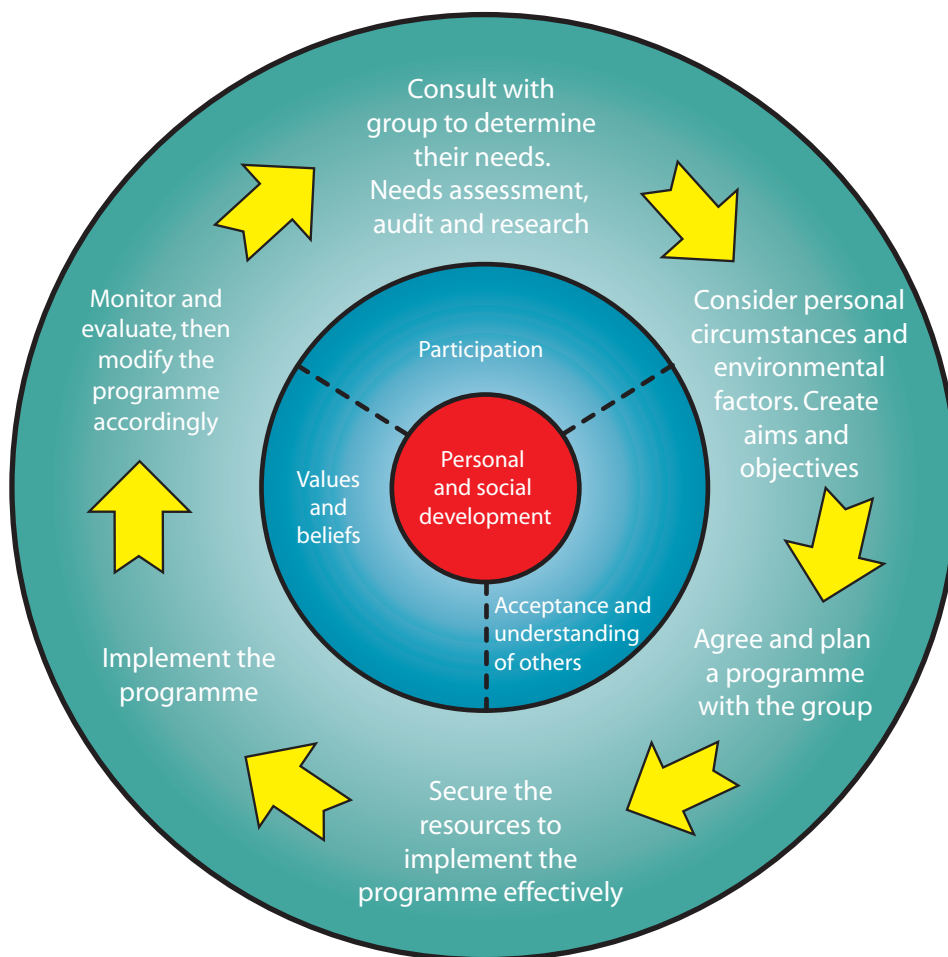 Consult with
group to determine
their needs.
Needs assessment,
audit and research
Consider personal
circumstances and
environmental
factors. Create
aims and
objectives
Agree and plan
a programme
with the group
Secure the
resources to
implement the
programme effectively
Implement the
programme
Monitor and
evaluate, then
modify the
programme
accordingly
Participation
Acceptance and
understanding
of others
Values
and
beliefs
Personal
and social
development